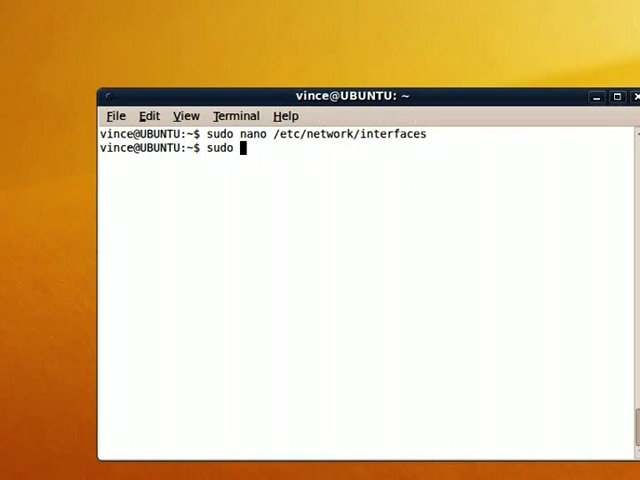 vince@UBUNTU: ~
File Edit View Terminal Help
vince@UBUNTU:~$ sudo nano /etc/network/interfaces
vince@UBUNTU:~$ sudo